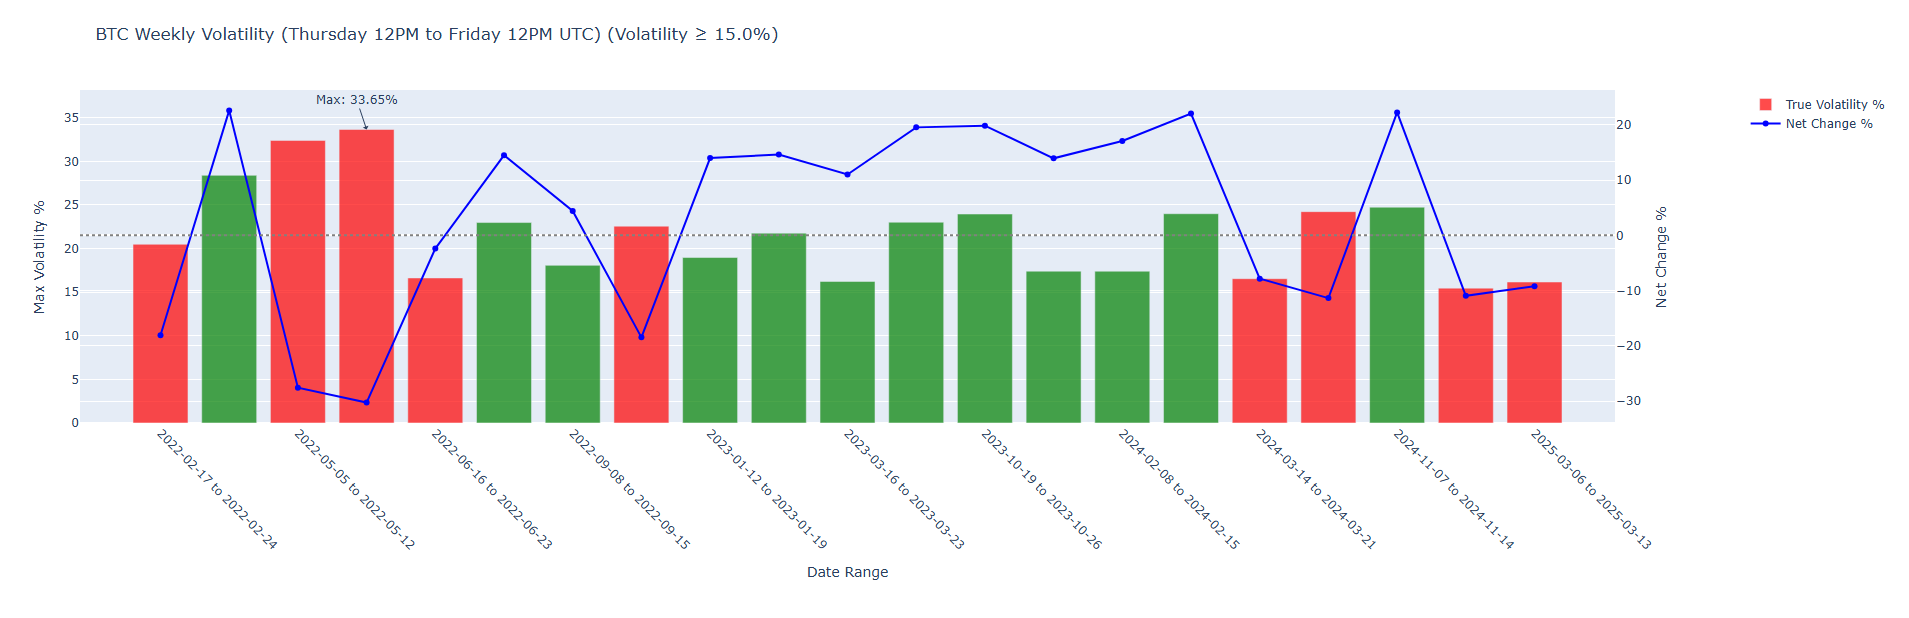 BTC Weekly Volatility (Thursday 12PM to Friday 12PM UTC) (Volatility ≥ 15.0%)
Max: 33.65%
True Volatility %
Net Change %
Max Volatility %
35
30
25
20
15
10
5
0
20
10
0
−10
−20
−30
Net Change %
2022-02-17 to 2022-02-24
2022-05-05 to 2022-05-12
2022-06-16 to 2022-06-23
2022-09-08 to 2022-09-15
2023-01-12 to 2023-01-19
2023-03-16 to 2023-03-23
2023-10-19 to 2023-10-26
2024-02-08 to 2024-02-15
2024-03-14 to 2024-03-21
2024-11-07 to 2024-11-14
2025-03-06 to 2025-03-13
Date Range